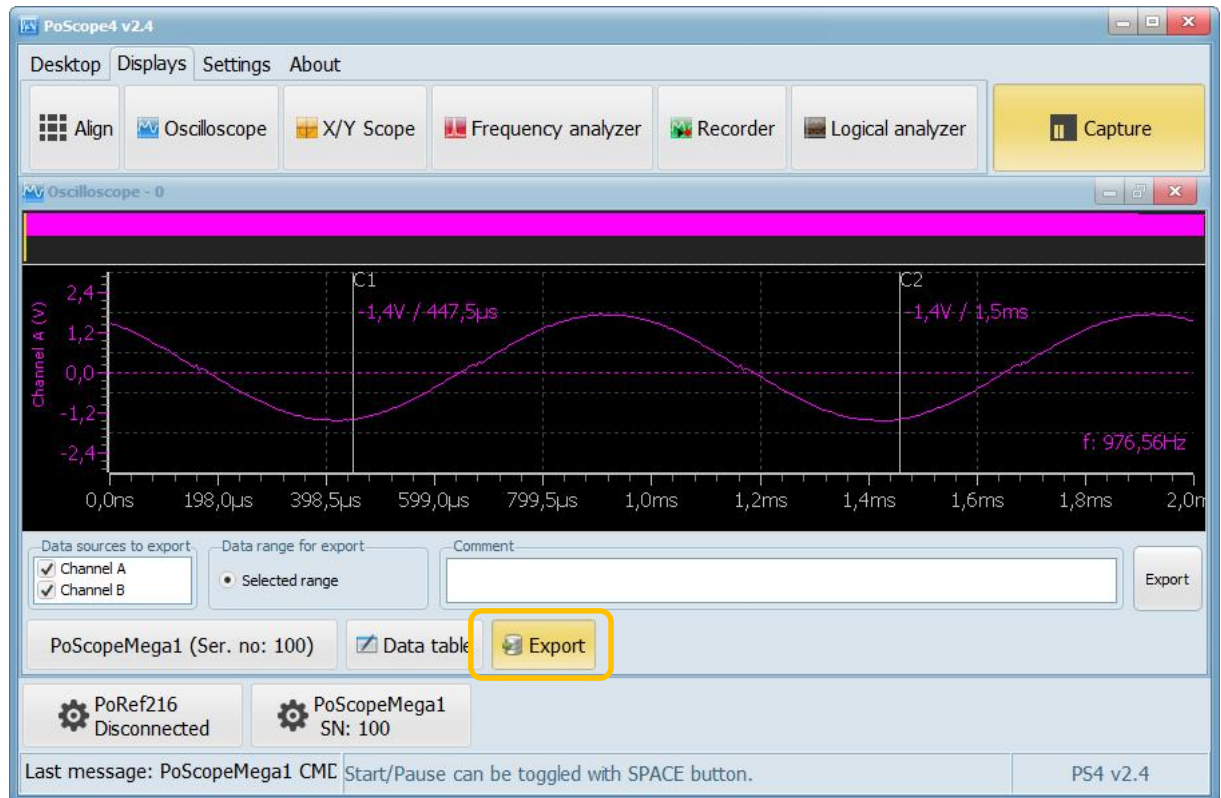 PoScope4 v2.4
Desktop Displays Settings About
Align Oscilloscope X/Y Scope Frequency analyzer Recorder Logical analyzer Capture
Oscilloscope - 0
C1 C2
-1,4V / 447,5µs -1,4V / 1,5ms
Channel A (V)
2,4
1,2
0,0
-1,2
-2,4
f: 976,56Hz
0,0ns 198,0µs 398,5µs 599,0µs 799,5µs 1,0ms 1,2ms 1,4ms 1,6ms 1,8ms 2,0m
Data sources to export Data range for export Comment
Channel A
Channel B
Selected range
Export
PoScopeMega1 (Ser. no: 100) Data table Export
PoRef216 PoScopeMega1
Disconnected SN: 100
Last message: PoScopeMega1 CMD Start/Pause can be toggled with SPACE button. PS4 v2.4